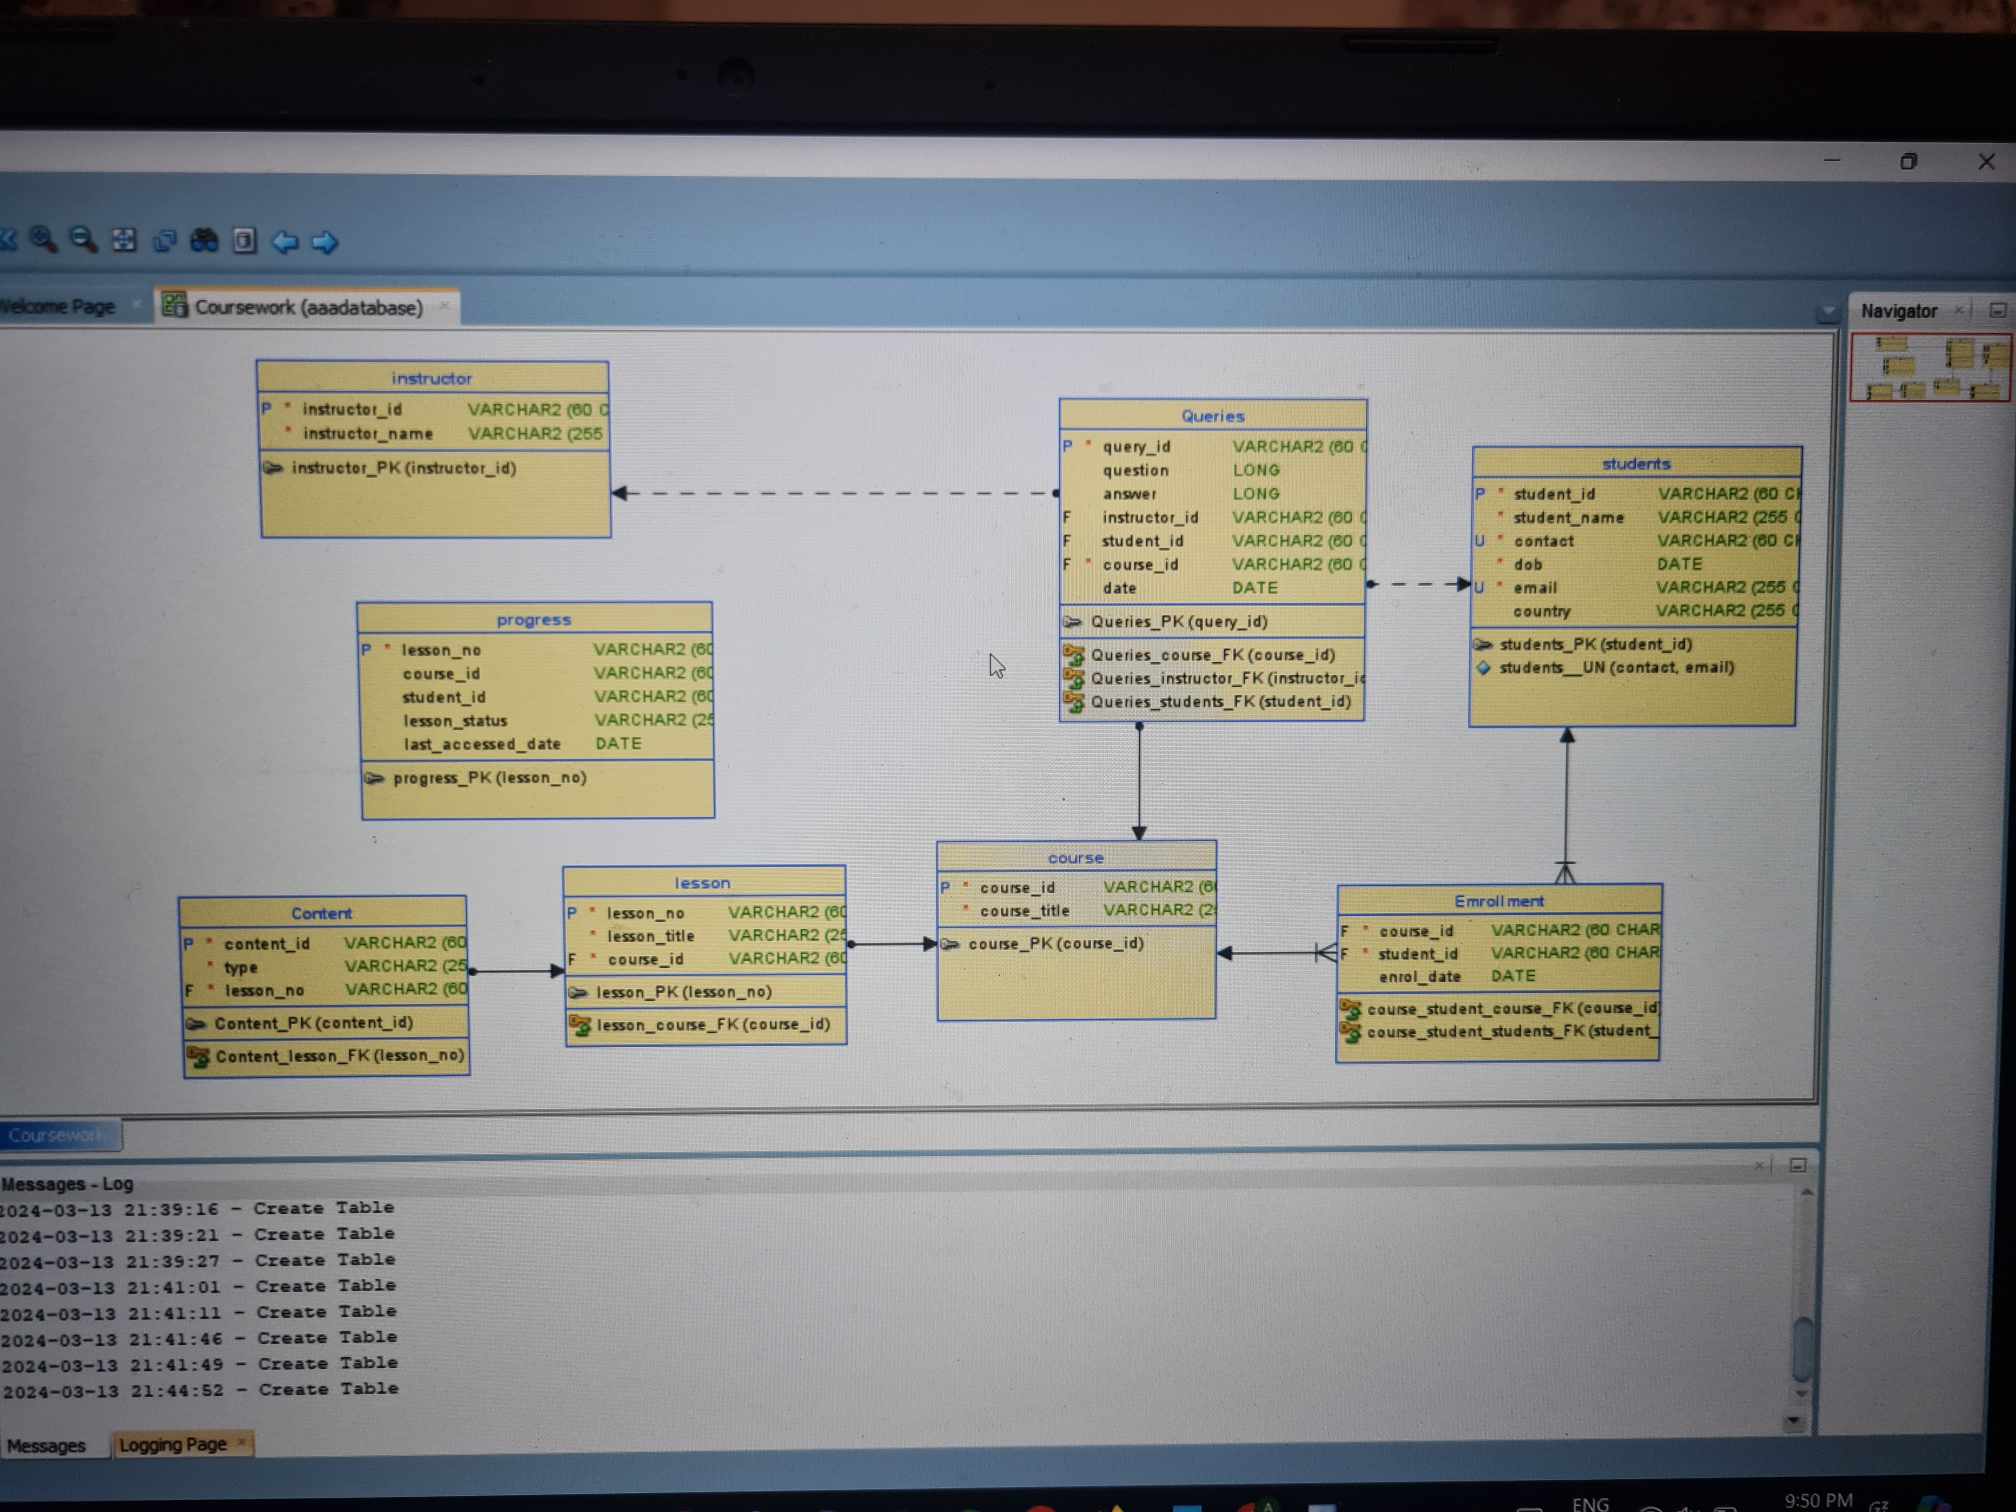 Welcome Page
Coursework (aaadatabase)
Navigator
instructor
P * instructor_id VARCHAR2 (60 C
* instructor_name VARCHAR2 (255
instructor_PK (instructor_id)
Queries
P * query_id VARCHAR2 (60 C
question LONG
answer LONG
F instructor_id VARCHAR2 (60 C
F student_id VARCHAR2 (60 C
F * course_id VARCHAR2 (60 C
date DATE
Queries_PK (query_id)
Queries_course_FK (course_id)
Queries_instructor_FK (instructor_id
Queries_students_FK (student_id)
students
P * student_id VARCHAR2 (60 CH
* student_name VARCHAR2 (255 C
U * contact VARCHAR2 (60 CH
* dob DATE
U * email VARCHAR2 (255 C
country VARCHAR2 (255 C
students_PK (student_id)
students__UN (contact, email)
progress
P * lesson_no VARCHAR2 (60
course_id VARCHAR2 (60
student_id VARCHAR2 (60
lesson_status VARCHAR2 (25
last_accessed_date DATE
progress_PK (lesson_no)
Content
P * content_id VARCHAR2 (60
* type VARCHAR2 (25
F * lesson_no VARCHAR2 (60
Content_PK (content_id)
Content_lesson_FK (lesson_no)
lesson
P * lesson_no VARCHAR2 (60
* lesson_title VARCHAR2 (25
F * course_id VARCHAR2 (60
lesson_PK (lesson_no)
lesson_course_FK (course_id)
course
P * course_id VARCHAR2 (60
* course_title VARCHAR2 (2
course_PK (course_id)
Emrollment
F * course_id VARCHAR2 (60 CHAR
F * student_id VARCHAR2 (60 CHAR
enrol_date DATE
course_student_course_FK (course_id)
course_student_students_FK (student_
Coursework
Messages - Log
2024-03-13 21:39:16 - Create Table
2024-03-13 21:39:21 - Create Table
2024-03-13 21:39:27 - Create Table
2024-03-13 21:41:01 - Create Table
2024-03-13 21:41:11 - Create Table
2024-03-13 21:41:46 - Create Table
2024-03-13 21:41:49 - Create Table
2024-03-13 21:44:52 - Create Table
Messages
Logging Page
ENG
9:50 PM